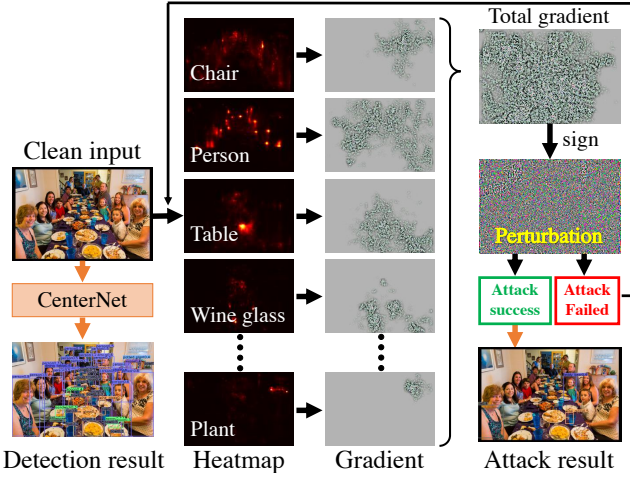 Total gradient
Chair
sign
Clean input
Person
Perturbation
Table
CenterNet
Wine glass
Attack
success
Attack
Failed
Plant
Detection result
Heatmap
Gradient
Attack result